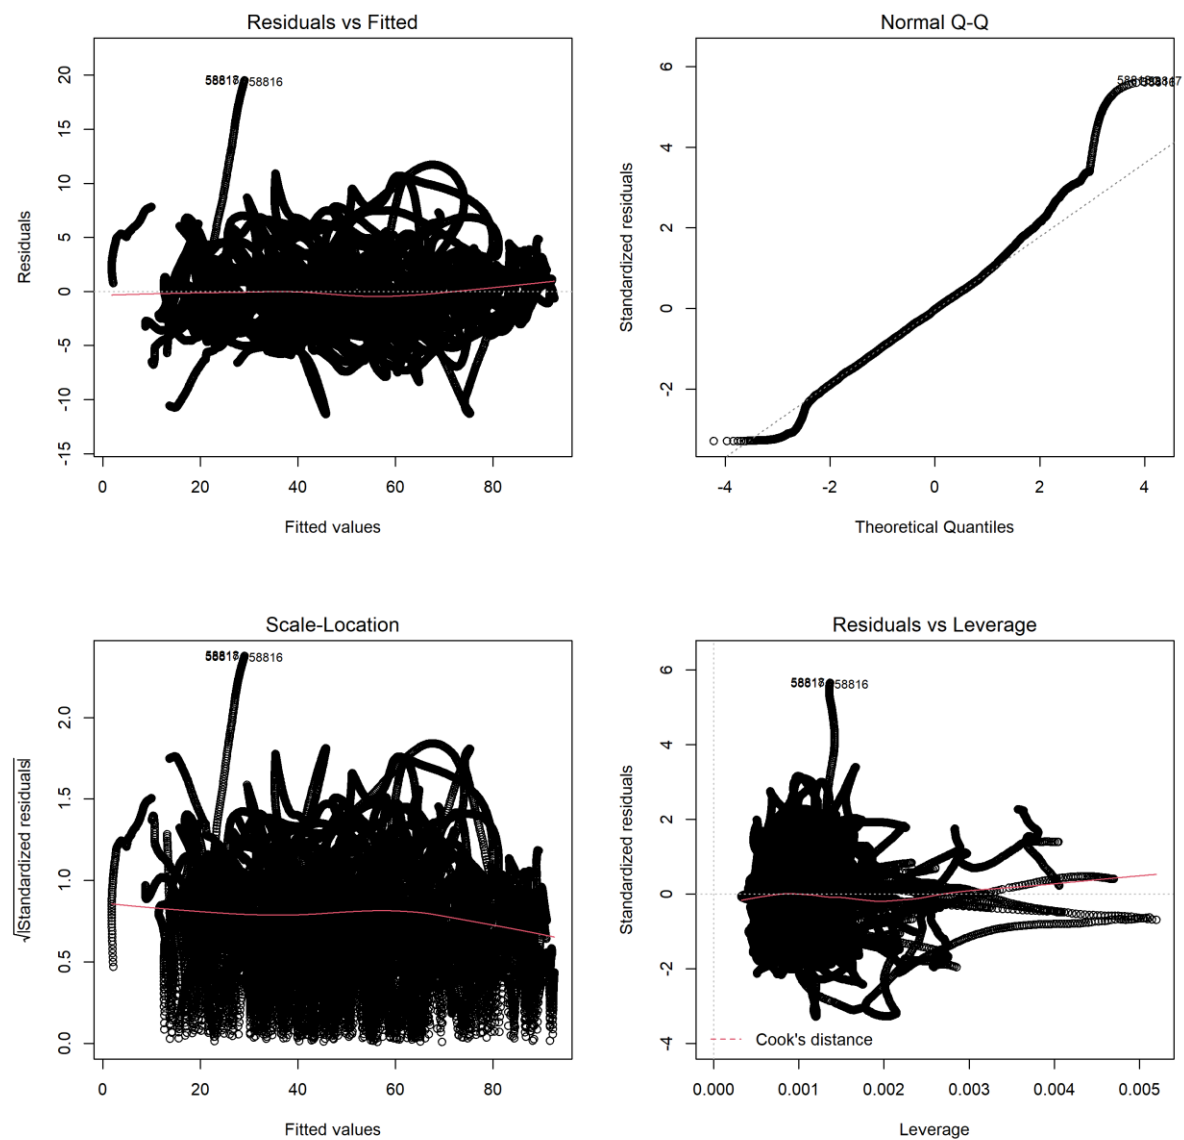 Residuals vs Fitted
Residuals
20
15
10
5
0
-5
-10
-15
58816
0 20 40 60 80
Fitted values
Normal Q-Q
Standardized residuals
6
4
2
0
-2
-4 -2 0 2 4
Theoretical Quantiles
Scale-Location
√|Standardized residuals|
2.0
1.5
1.0
0.5
0.0
58816
0 20 40 60 80
Fitted values
Residuals vs Leverage
Standardized residuals
6
4
2
0
-2
-4
58816
Cook's distance
0.000 0.001 0.002 0.003 0.004 0.005
Leverage